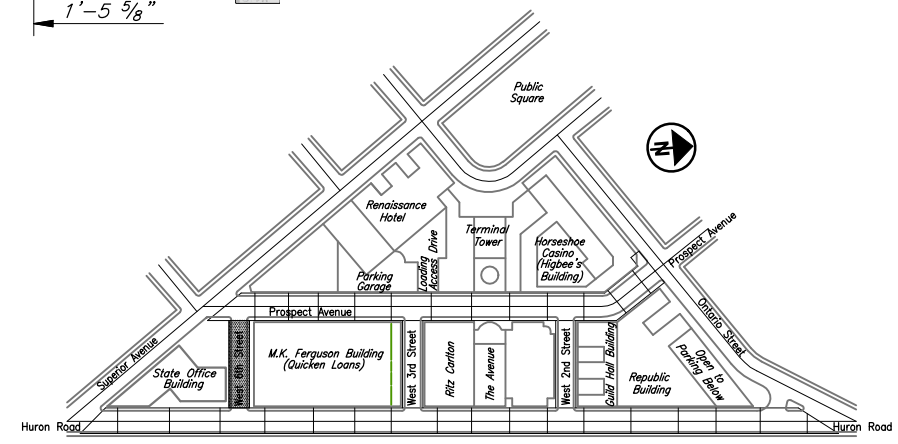 1'-5 5/8"
Public
Square
N
Renaissance
Hotel
Terminal
Tower
Horseshoe
Casino
(Higbee's
Building)
Loading
Access Drive
Parking
Garage
Prospect Avenue
Prospect Avenue
Ontario Street
Superior Avenue
State Office
Building
West 6th Street
M.K. Ferguson Building
(Quicken Loans)
West 3rd Street
Ritz Carlton
The Avenue
West 2nd Street
Guild Hall Building
Republic
Building
Open to
Parking Below
Huron Road
Huron Road